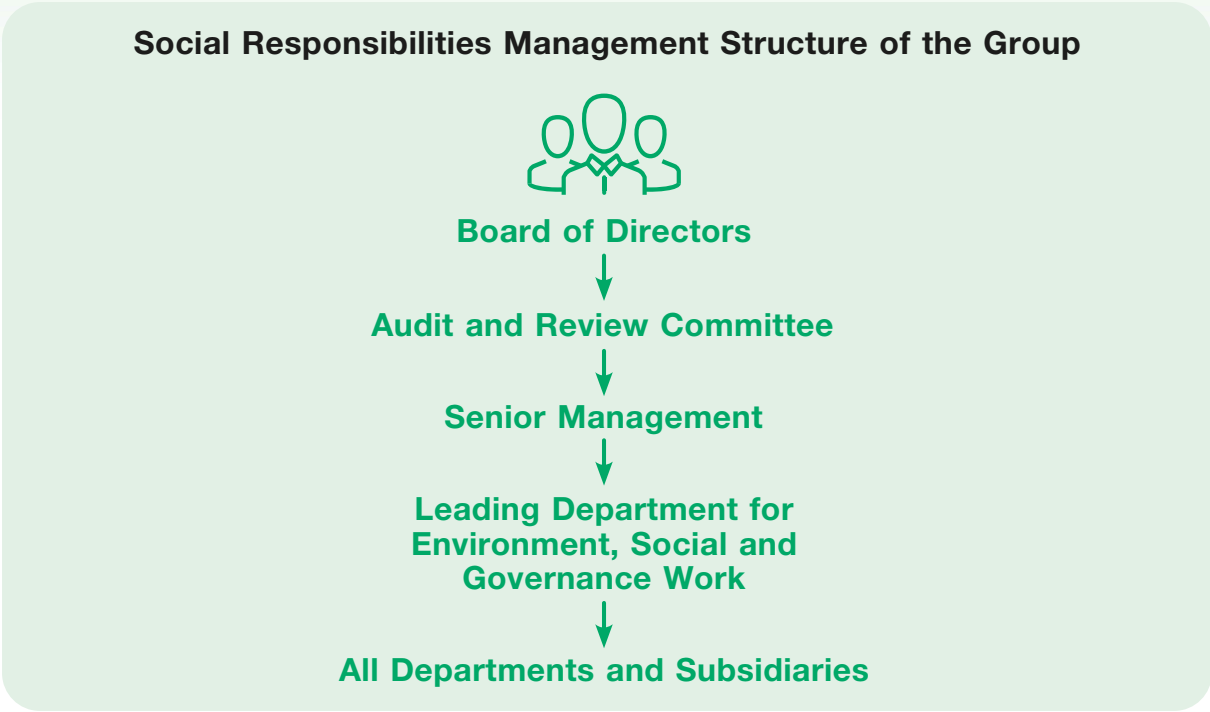 Social Responsibilities Management Structure of the Group
Board of Directors
Audit and Review Committee
Senior Management
Leading Department for
Environment, Social and
Governance Work
All Departments and Subsidiaries